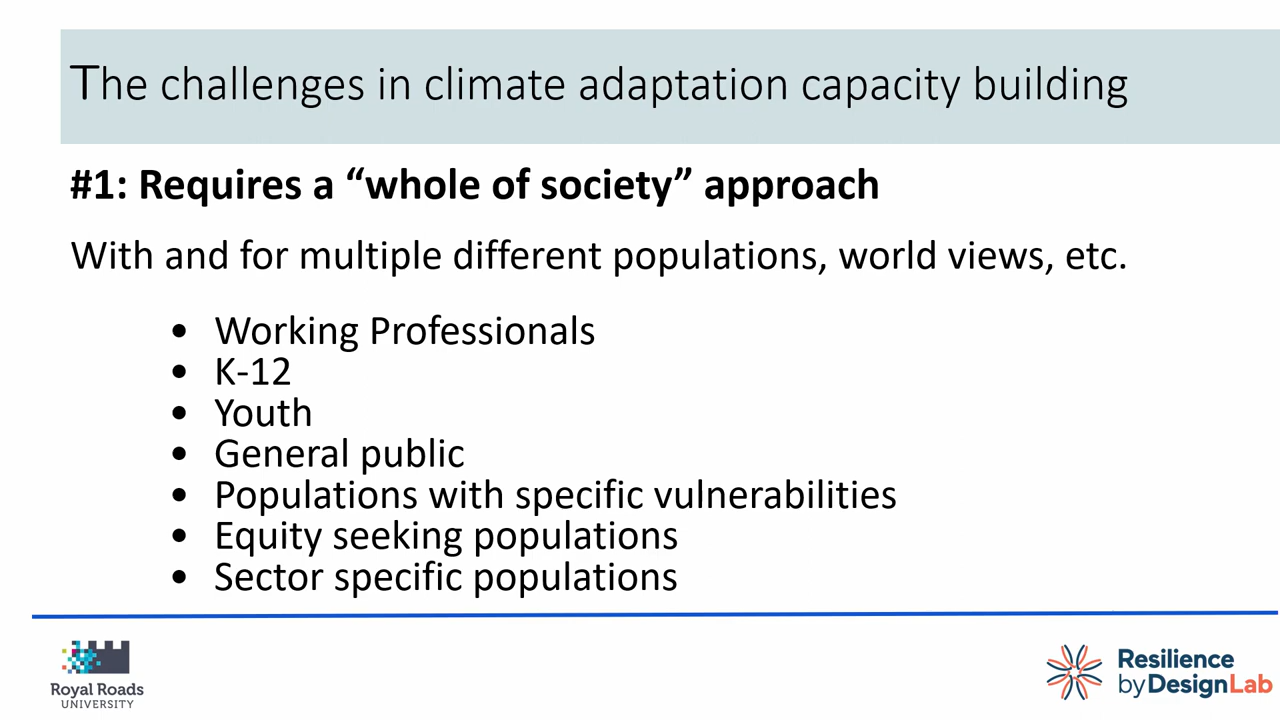 The challenges in climate adaptation capacity building
#1: Requires a “whole of society” approach
With and for multiple different populations, world views, etc.
• Working Professionals
• K-12
• Youth
• General public
• Populations with specific vulnerabilities
• Equity seeking populations
• Sector specific populations
Royal Roads
UNIVERSITY
Resilience
byDesignLab